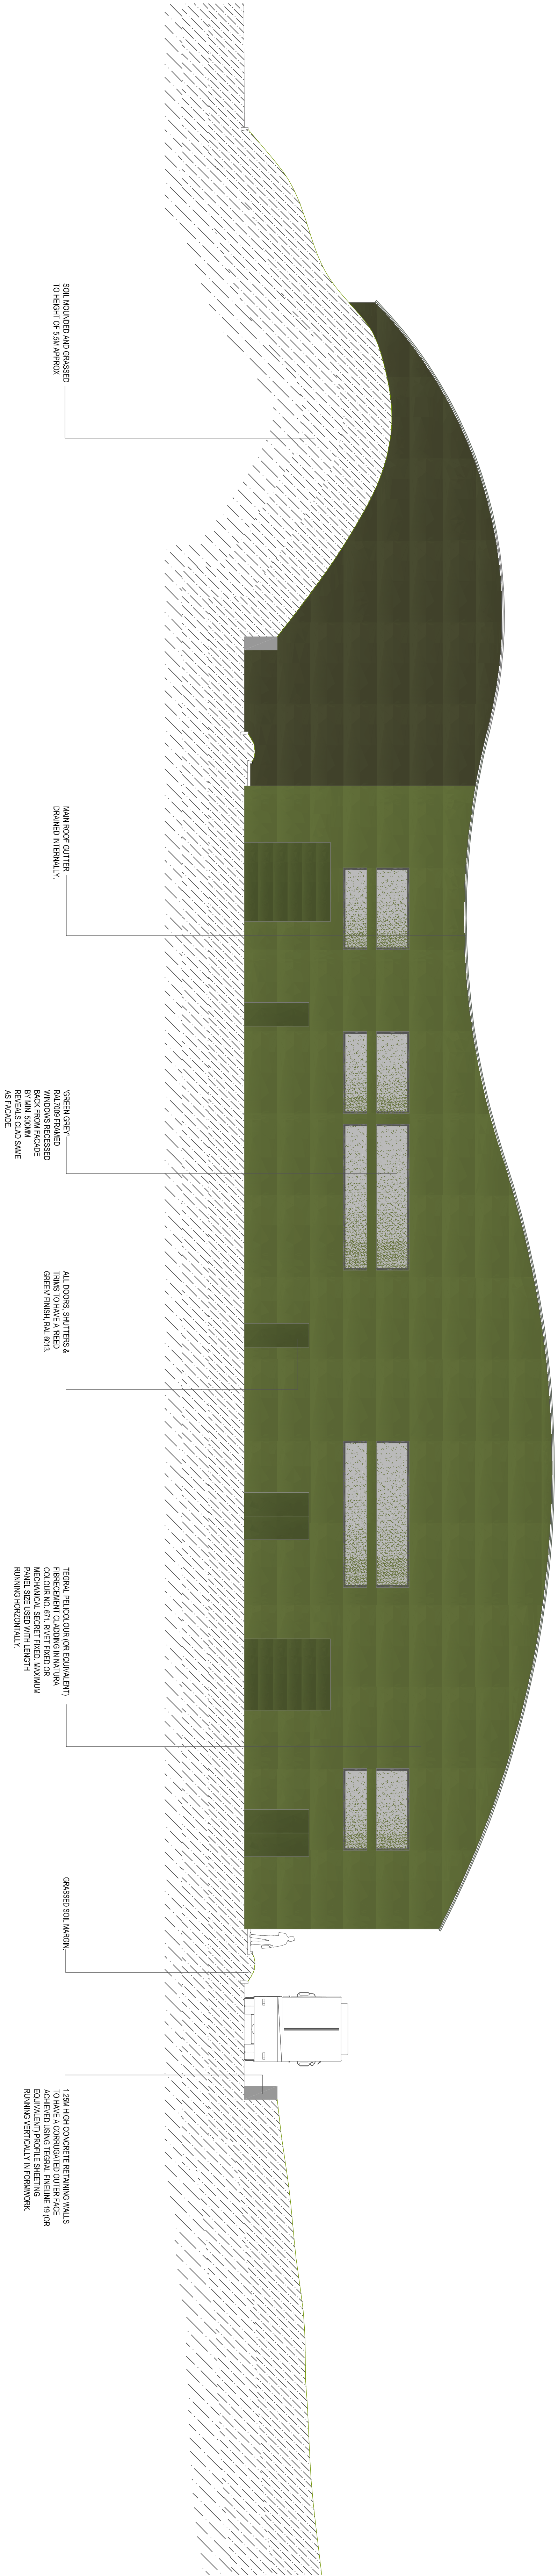 SOIL MOUNDED AND GRASSED
TO HEIGHT OF 5.5M APPROX
MAIN ROOF GUTTER
DRAINED INTERNALLY.
'GREEN GREY'
RAL7009 FRAMED
WINDOWS RECESSED
BACK FROM FACADE
BY MIN. 500MM
REVEALS CLAD SAME
AS FACADE.
ALL DOORS, SHUTTERS &
TRIMS TO HAVE A 'REED
GREEN' FINISH, RAL 6013.
TEGRAL PELICOLOUR (OR EQUIVALENT)
FIBRECEMENT CLADDING IN NATURA
COLOUR NO. 671. RIVET FIXED OR
MECHANICAL SECRET FIXED. MAXIMUM
PANEL SIZE USED WITH LENGTH
RUNNING HORZONTALLY.
GRASSED SOIL MARGIN.
1.25M HIGH CONCRETE RETAINING WALLS
TO HAVE A CORRUGATED OUTER FACE
ACHIEVED USING TEGRAL FINELINE 19 (OR
EQUIVALENT) PROFILE SHEETING
RUNNING VERTICALLY IN FORMWORK.